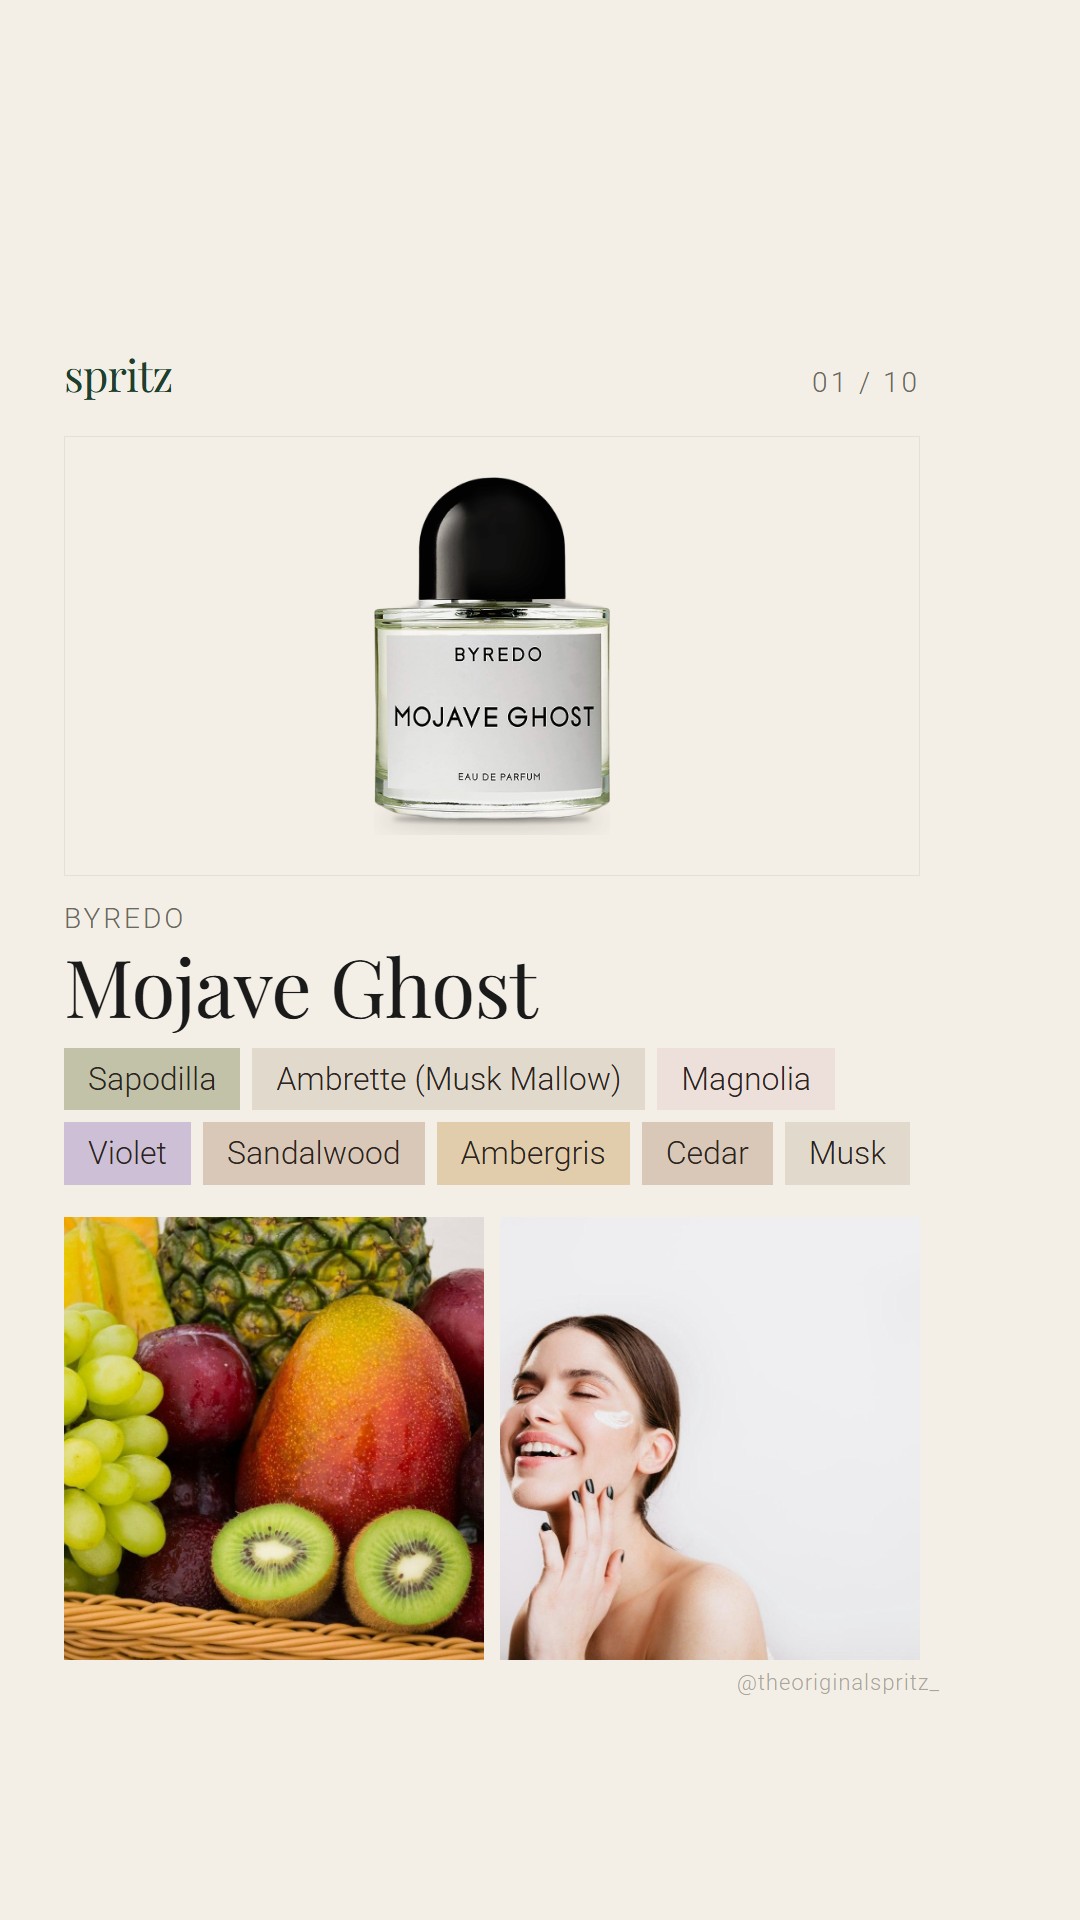 spritz
01 / 10
BYREDO
MOJAVE GHOST
EAU DE PARFUM
BYREDO
Mojave Ghost
Sapodilla
Ambrette (Musk Mallow)
Magnolia
Violet
Sandalwood
Ambergris
Cedar
Musk
@theoriginalspritz_